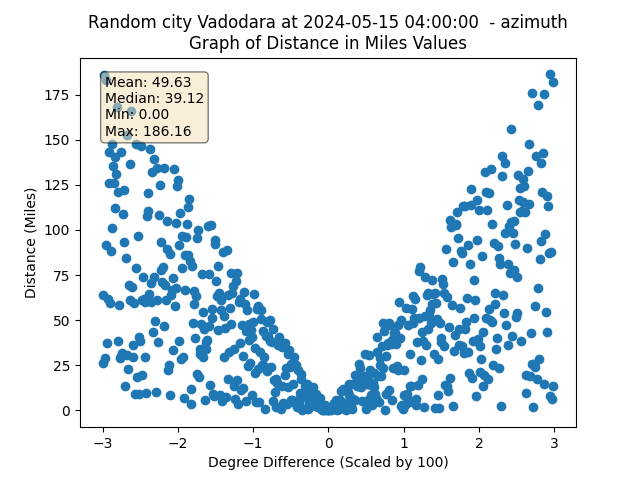 Random city Vadodara at 2024-05-15 04:00:00  - azimuth
Graph of Distance in Miles Values
Mean: 49.63
Median: 39.12
Min: 0.00
Max: 186.16
175
150
125
100
75
50
25
0
Distance (Miles)
−3 −2 −1 0 1 2 3
Degree Difference (Scaled by 100)